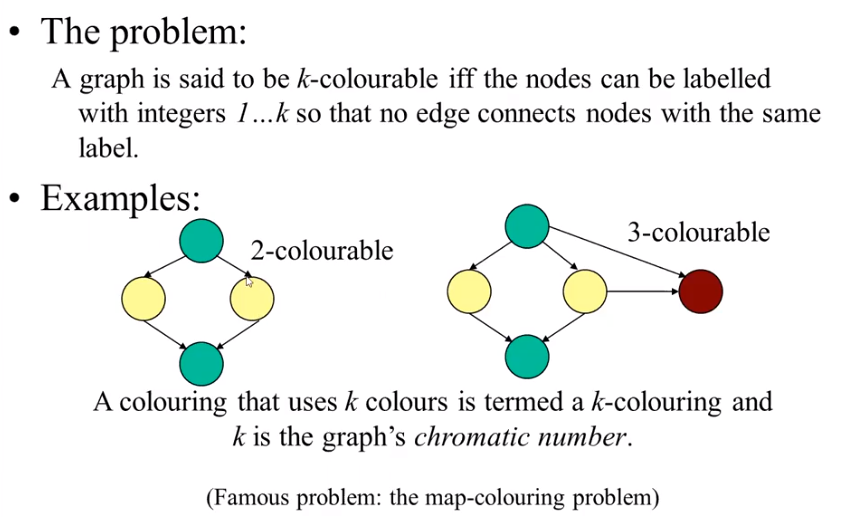 • The problem:
A graph is said to be k-colourable iff the nodes can be labelled
with integers 1...k so that no edge connects nodes with the same
label.
• Examples:
2-colourable
3-colourable
A colouring that uses k colours is termed a k-colouring and
k is the graph's chromatic number.
(Famous problem: the map-colouring problem)